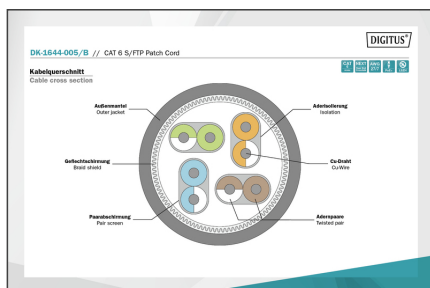 DIGITUS®
DK-1644-005/B // CAT 6 S/FTP Patch Cord
Kabelquerschnitt
Cable cross section
Außenmantel
Outer jacket
Aderisolierung
Isolation
Geflechtschirmung
Braid shield
Cu-Draht
Cu-Wire
Paarabschirmung
Pair screen
Adernpaare
Twisted pair